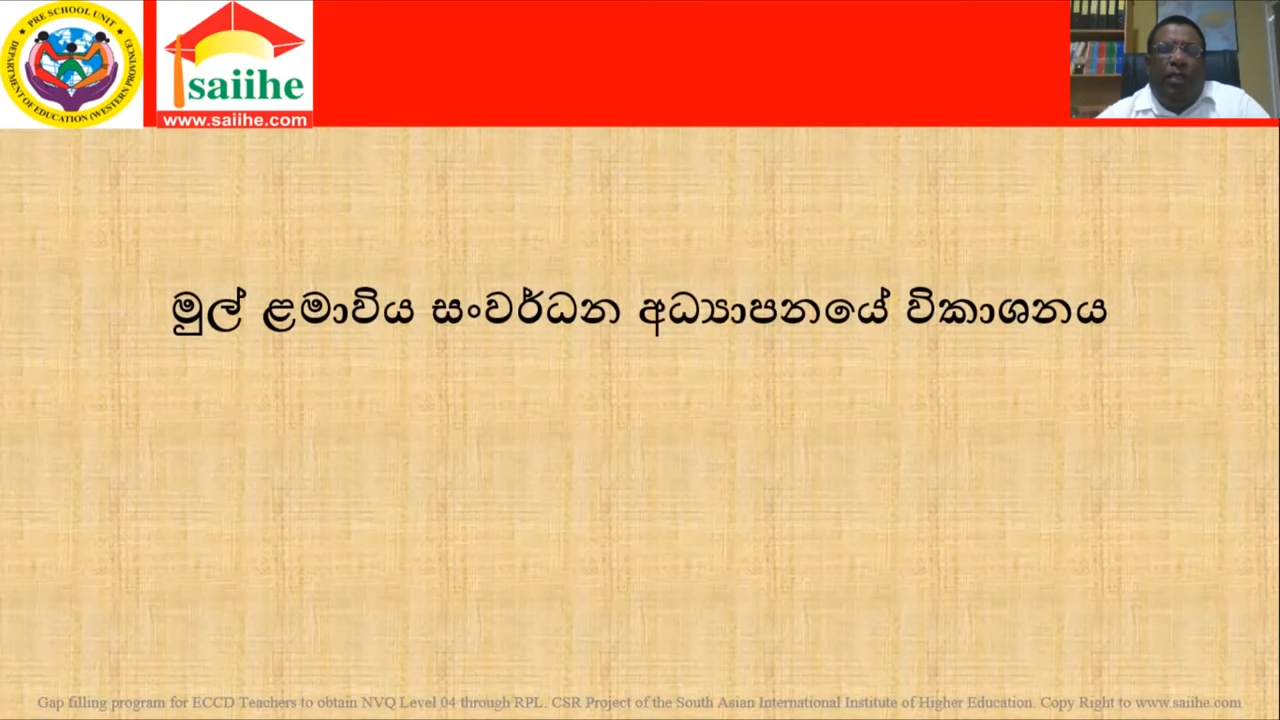 PRE SCHOOL UNIT
DEPARTMENT OF EDUCATION (WESTERN PROVINCE)
saiihe
www.saiihe.com
මුල් ළමාවිය සංවර්ධන අධ්‍යාපනයේ විකාශනය
Gap filling program for ECCD Teachers to obtain NVQ Level 04 through RPL. CSR Project of the South Asian International Institute of Higher Education. Copy Right to www.saiihe.com